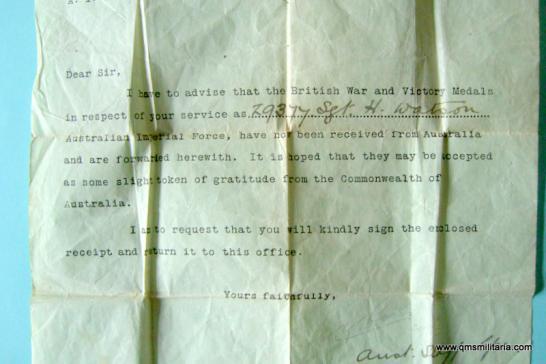 Dear Sir,
I have to advise that the British War and Victory Medals
in respect of your service as 29377 Sgt. H. Watson
Australian Imperial Force, have now been received from Australia
and are forwarded herewith. It is hoped that they may be accepted
as some slight token of gratitude from the Commonwealth of
Australia.
I am to request that you will kindly sign the enclosed
receipt and return it to this office.
Yours faithfully,
Aust.
www.qmsmilitaria.com